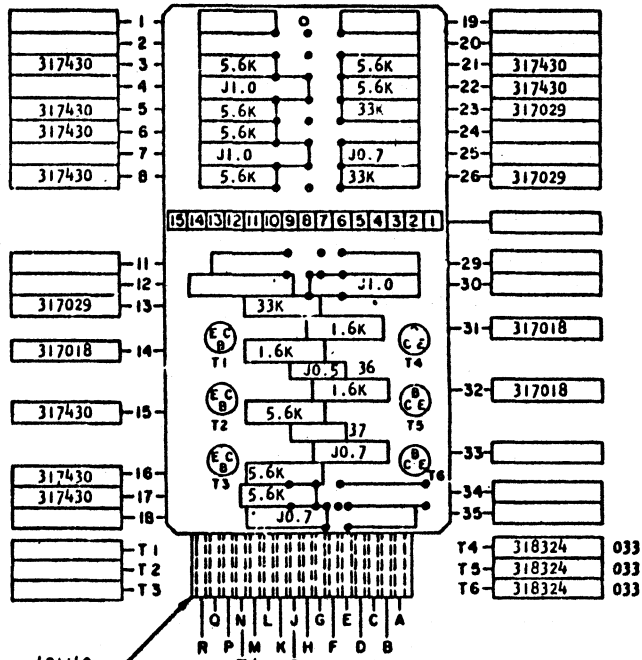 1 19
2 20
317430 3 5.6K 5.6K 21 317430
4 J1.0 5.6K 22 317430
317430 5 5.6K 33K 23 317029
317430 6 5.6K 24
7 J1.0 J0.7 25
317430 8 5.6K 33K 26 317029
15 14 13 12 11 10 9 8 7 6 5 4 3 2 1
11 29
12 J1.0 30
317029 13 33K
1.6K 31 317018
E C B C E
317018 14 1.6K
T1 T4
J0.5 36
1.6K 32 317018
E C B B C E
317430 15 5.6K
T2 T5
37
J0.7 33
E C B B C E
317430 16 5.6K T6
T3
317430 17 5.6K 34
18 J0.7 35
T1 T4 318324 033
T2 T5 318324 033
T3 T6 318324 033
Q N L J G E C A
R P M K H F D B